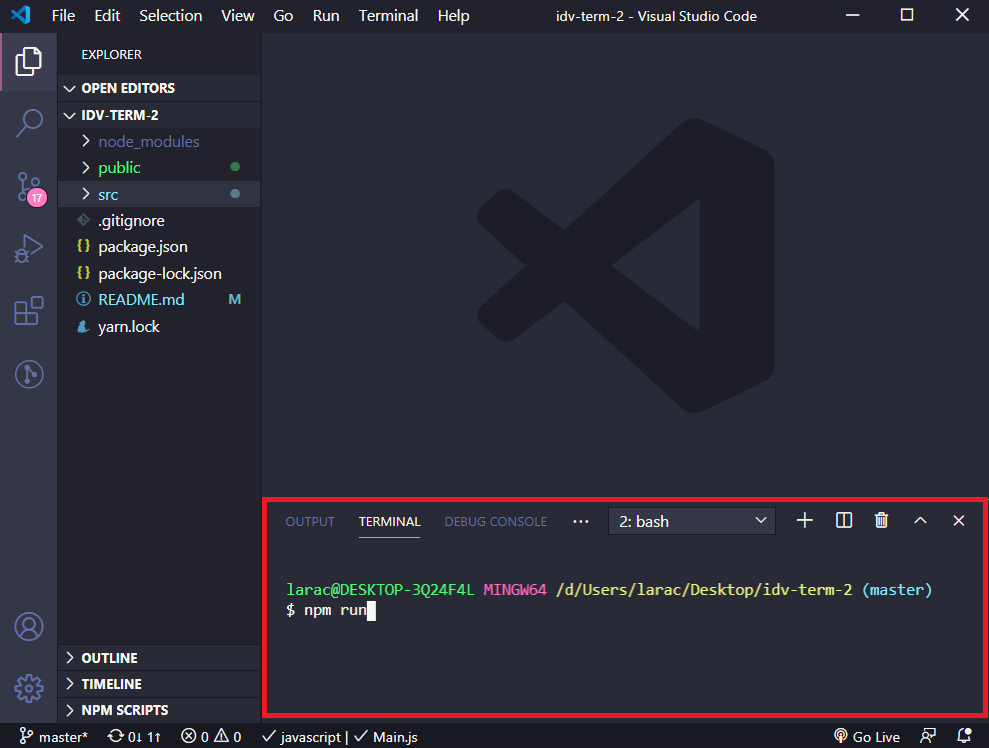 File Edit Selection View Go Run Terminal Help idv-term-2 - Visual Studio Code
EXPLORER
OPEN EDITORS
IDV-TERM-2
node_modules
public
src
17
.gitignore
{} package.json
{} package-lock.json
README.md M
yarn.lock
OUTLINE
TIMELINE
NPM SCRIPTS
OUTPUT TERMINAL DEBUG CONSOLE ··· 2: bash
larac@DESKTOP-3Q24F4L MINGW64 /d/Users/larac/Desktop/idv-term-2 (master)
$ npm run
master* 0↓ 1↑ 0 0 javascript | Main.js Go Live